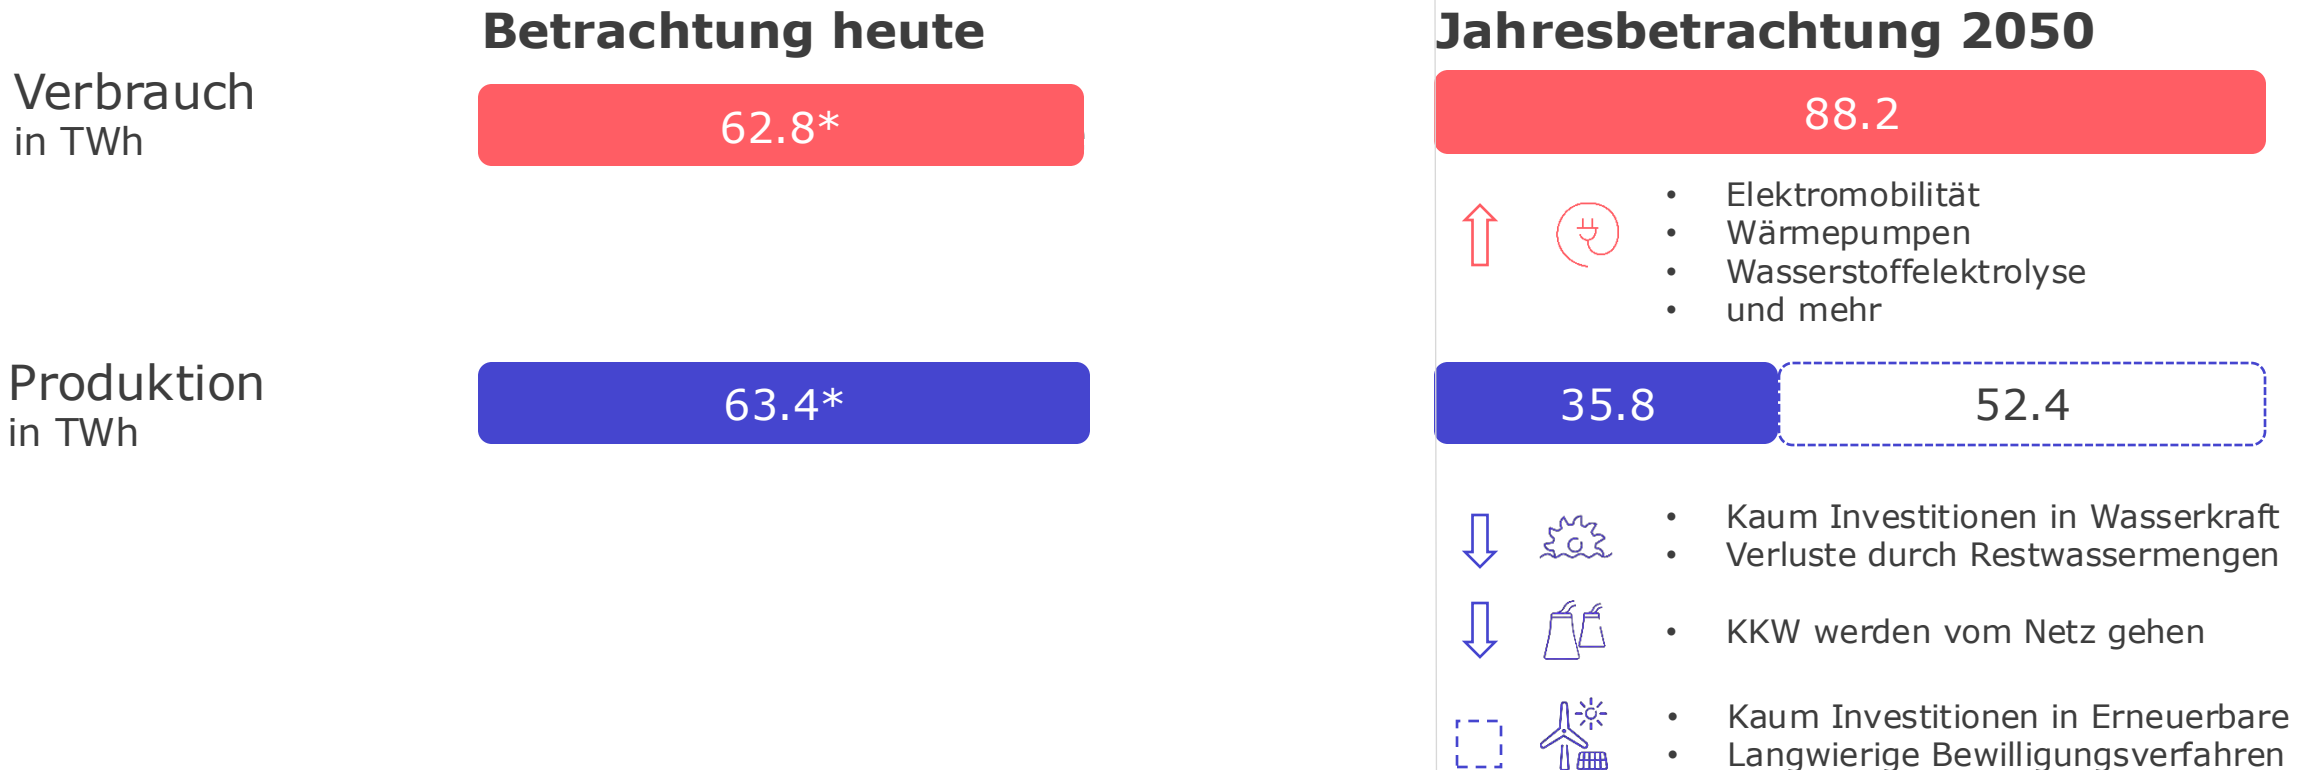 Betrachtung heute
Jahresbetrachtung 2050
Verbrauch
in TWh
62.8*
88.2
• Elektromobilität
• Wärmepumpen
• Wasserstoffelektrolyse
• und mehr
Produktion
in TWh
63.4*
35.8
52.4
• Kaum Investitionen in Wasserkraft
• Verluste durch Restwassermengen
• KKW werden vom Netz gehen
• Kaum Investitionen in Erneuerbare
• Langwierige Bewilligungsverfahren